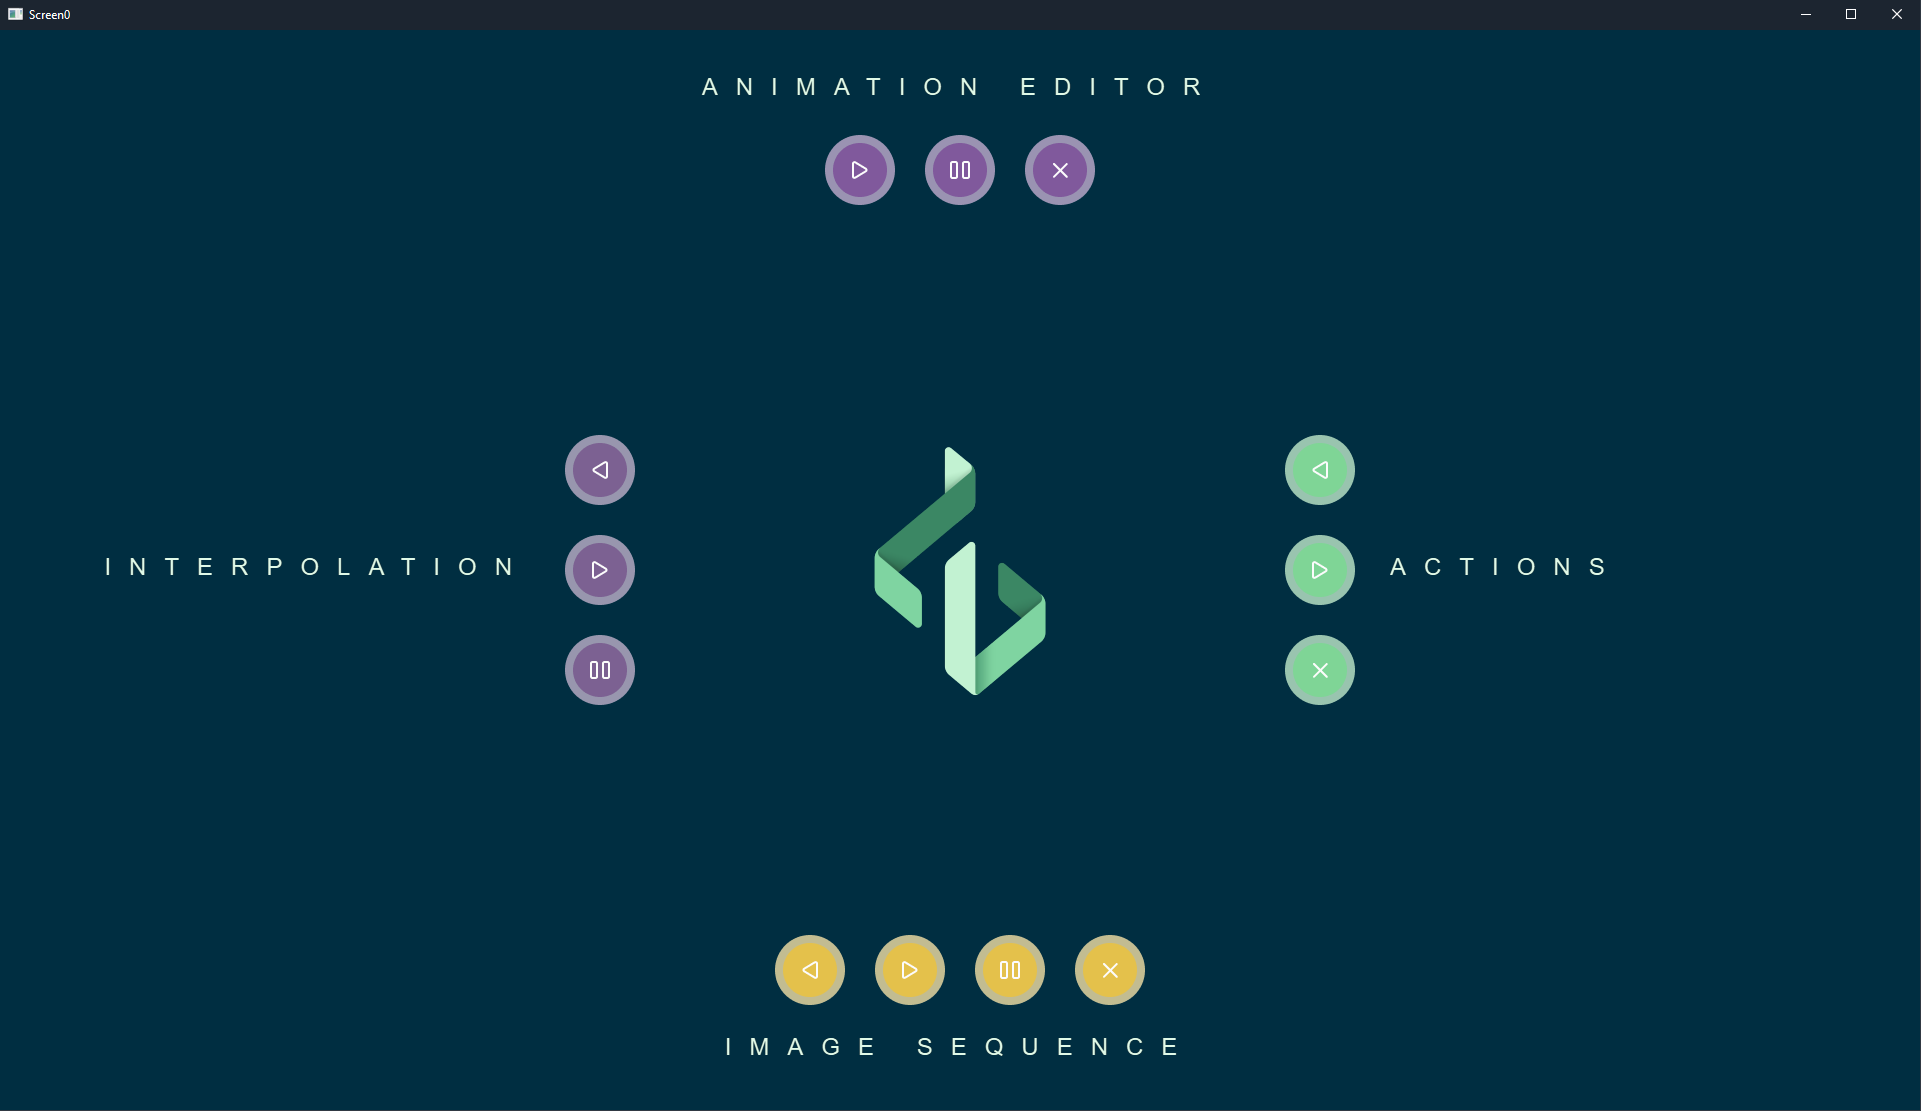 Screen0
ANIMATION EDITOR
INTERPOLATION
ACTIONS
IMAGE SEQUENCE